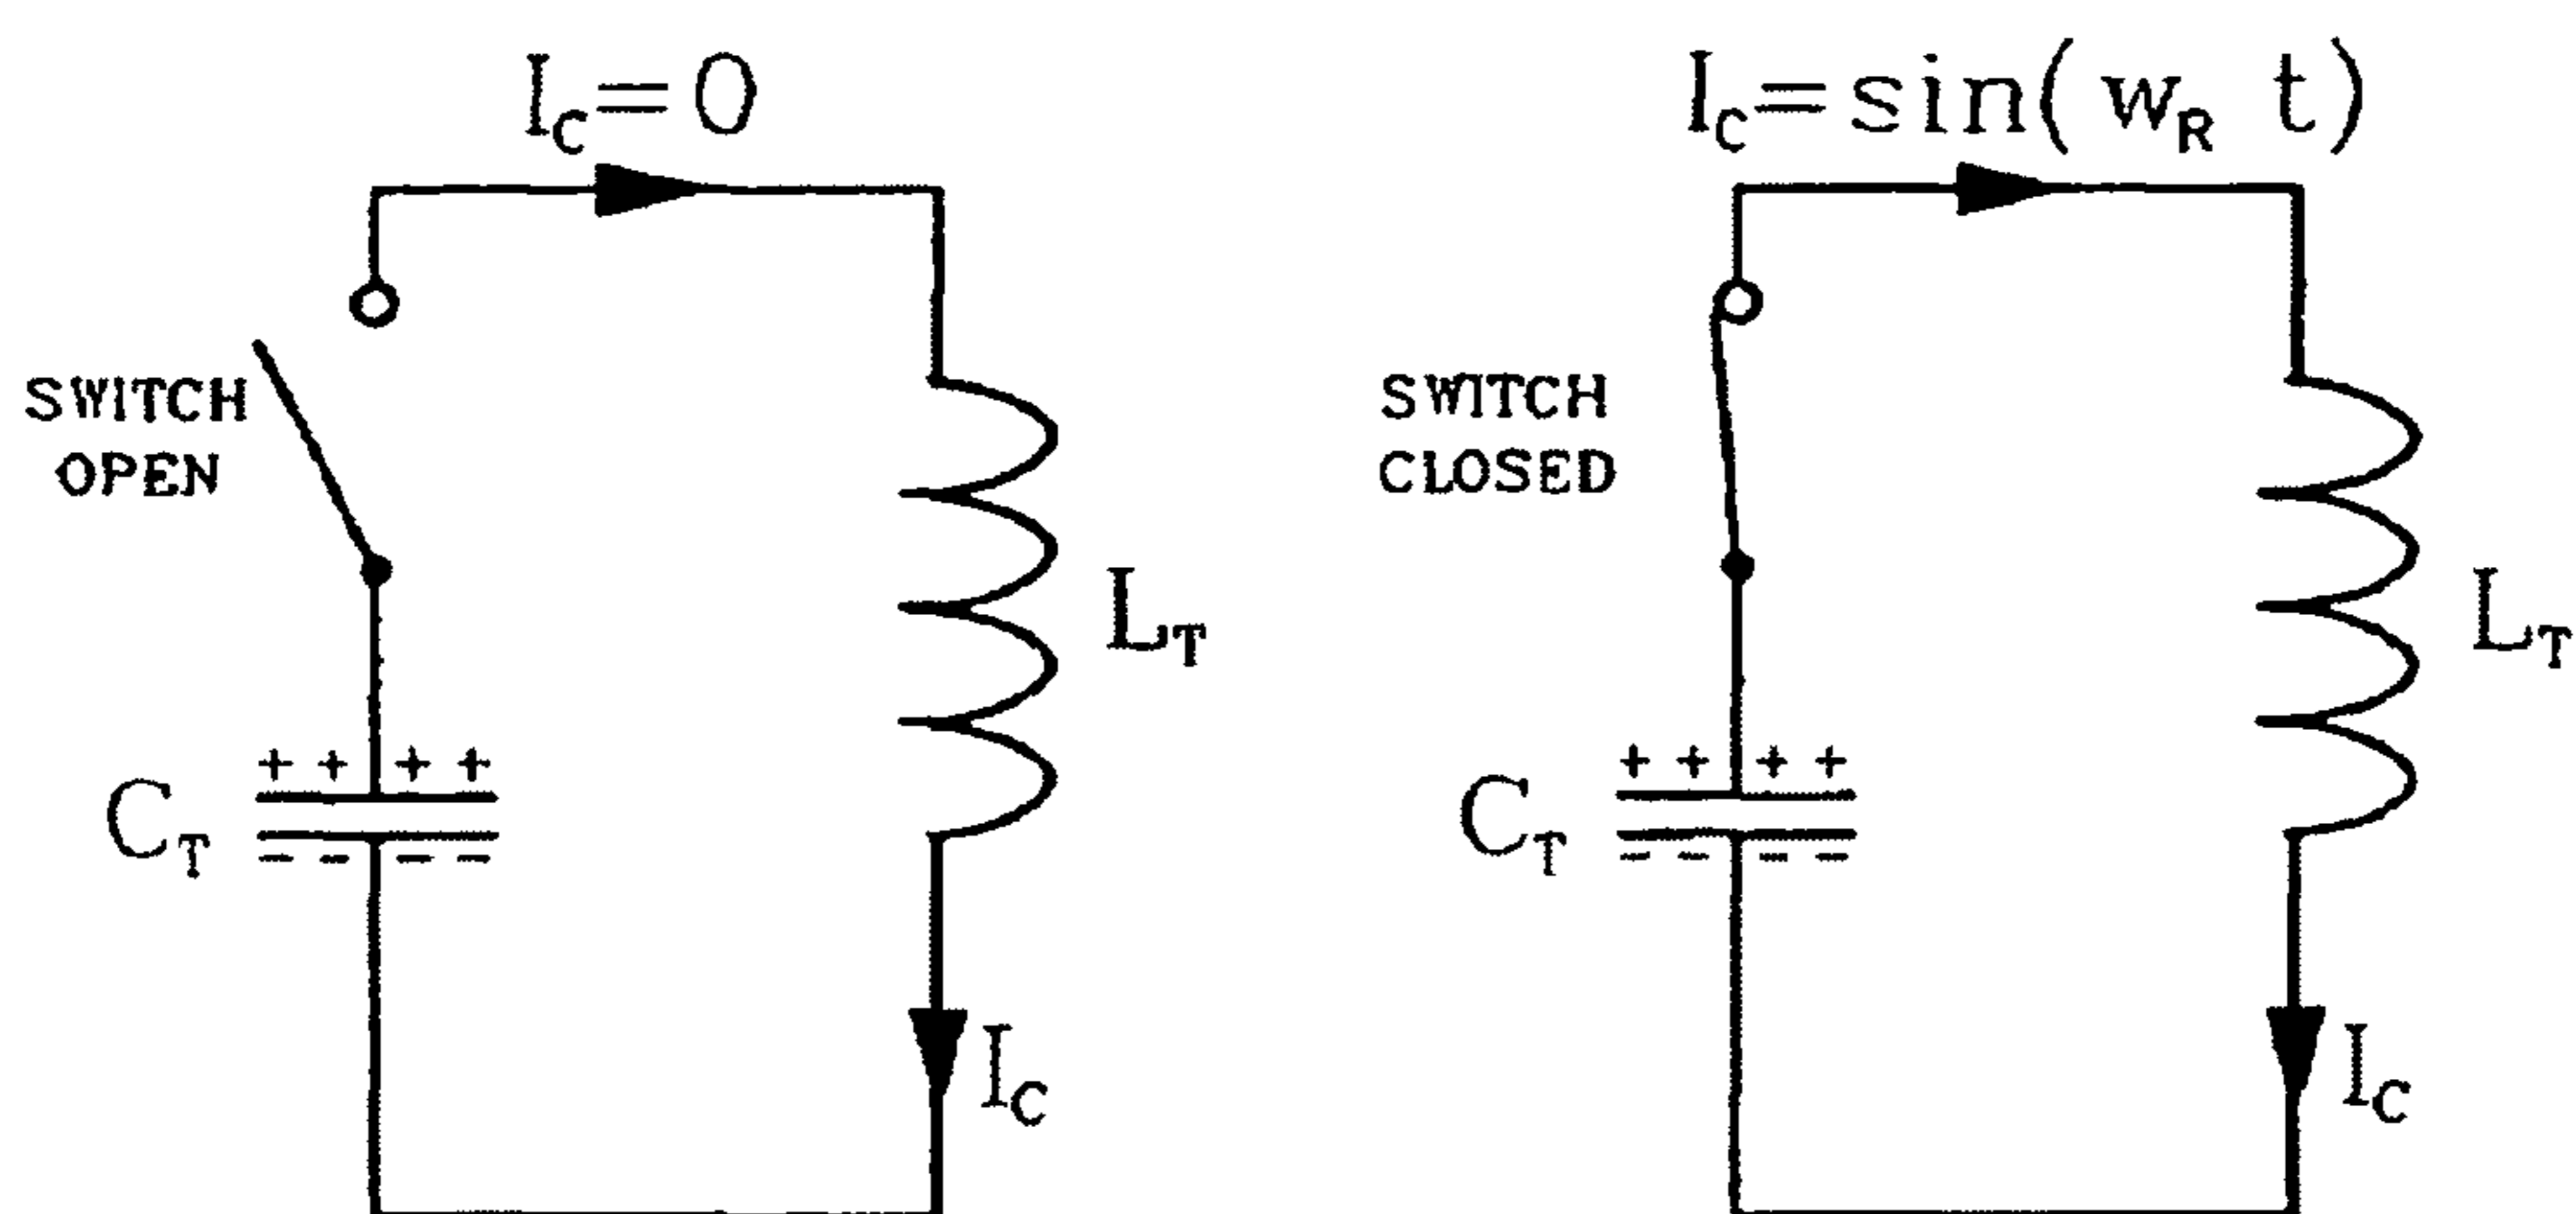 I_C=0
SWITCH
OPEN
L_T
+ + + +
C_T
- - - -
I_C
I_C=sin( w_R t)
SWITCH
CLOSED
L_T
+ + + +
C_T
- - - -
I_C